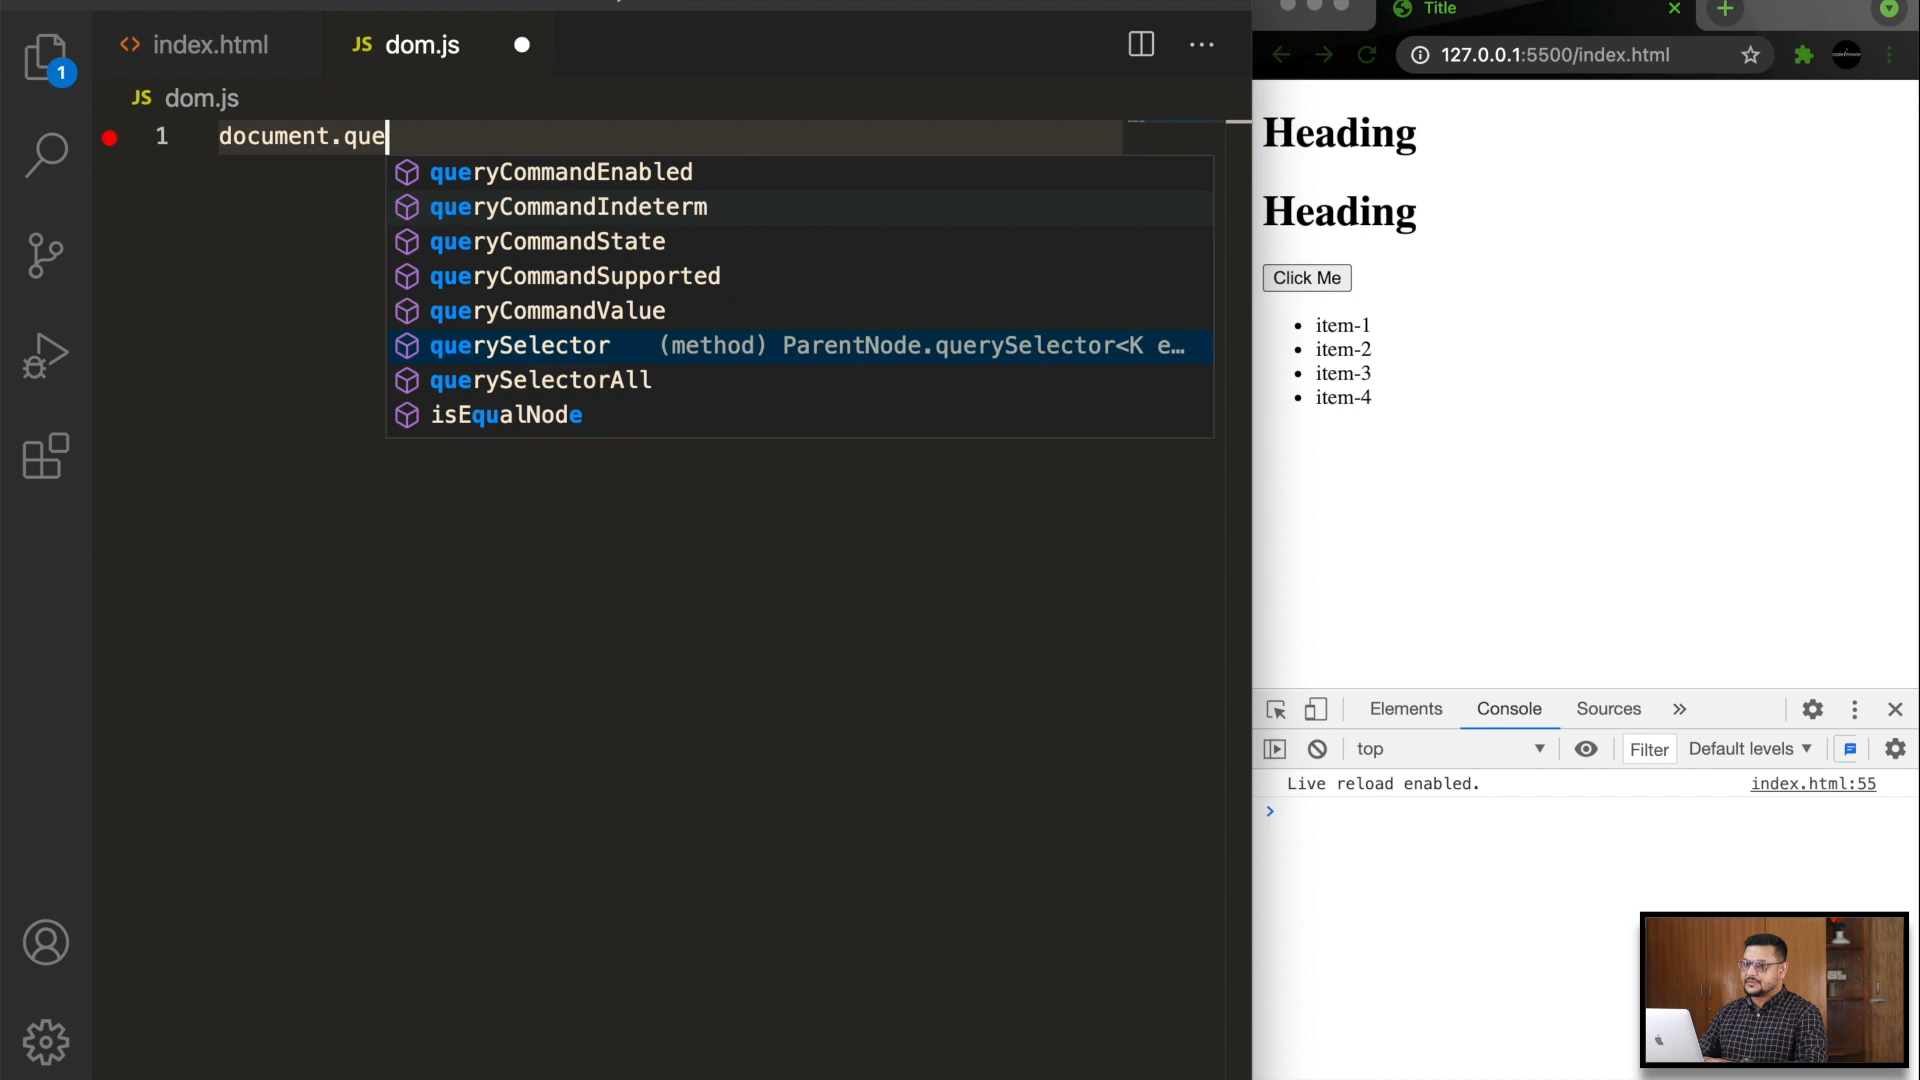 index.html
JS dom.js
JS dom.js
1 document.que
queryCommandEnabled
queryCommandIndeterm
queryCommandState
queryCommandSupported
queryCommandValue
querySelector (method) ParentNode.querySelector<K e…
querySelectorAll
isEqualNode
1
Title
127.0.0.1:5500/index.html
Heading
Heading
Click Me
item-1
item-2
item-3
item-4
Elements Console Sources
top Filter Default levels
Live reload enabled. index.html:55